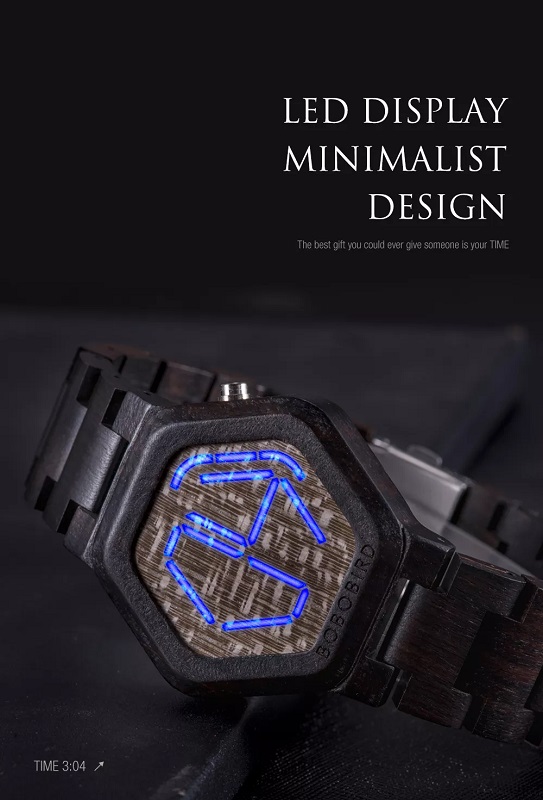 LED DISPLAY
MINIMALIST
DESIGN
The best gift you could ever give someone is your TIME
BOBOBIRD
TIME 3:04